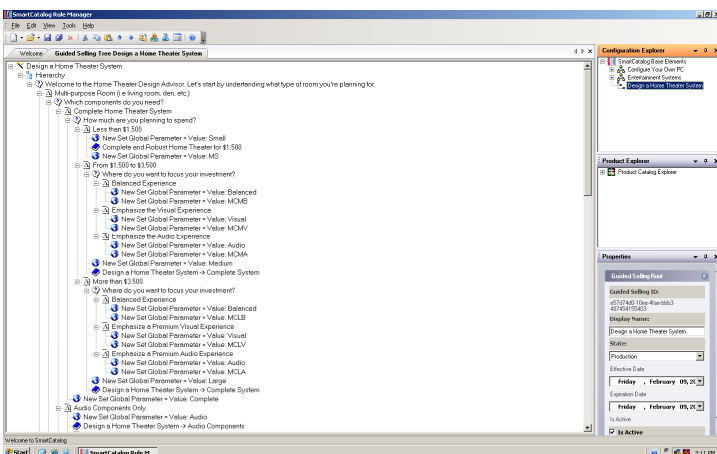 SmartCatalog Rule Manager
File Edit View Tools Help
Welcome Guided Selling Tree Design a Home Theater System
Design a Home Theater System
Hierarchy
Welcome to the Home Theater Design Advisor. Let's start by undertanding what type of room you're planning for.
Multi-purpose Room (i.e living room, den, etc.)
Which components do you need?
Complete Home Theater System
How much are you planning to spend?
Less than $1,500
New Set Global Parameter = Value: Small
Complete and Robust Home Theater for $1,500
New Set Global Parameter = Value: MS
From $1,500 to $3,500
Where do you want to focus your investment?
Balanced Experience
New Set Global Parameter = Value: Balanced
New Set Global Parameter = Value: MCMB
Emphasize the Visual Experience
New Set Global Parameter = Value: Visual
New Set Global Parameter = Value: MCMV
Emphasize the Audio Experience
New Set Global Parameter = Value: Audio
New Set Global Parameter = Value: MCMA
New Set Global Parameter = Value: Medium
Design a Home Theater System -> Complete System
More than $3,500
Where do you want to focus your investment?
Balanced Experience
New Set Global Parameter = Value: Balanced
New Set Global Parameter = Value: MCLB
Emphasize a Premium Visual Experience
New Set Global Parameter = Value: Visual
New Set Global Parameter = Value: MCLV
Emphasize a Premium Audio Experience
New Set Global Parameter = Value: Audio
New Set Global Parameter = Value: MCLA
New Set Global Parameter = Value: Large
Design a Home Theater System -> Complete System
New Set Global Parameter = Value: Complete
Audio Components Only
New Set Global Parameter = Value: Audio
Design a Home Theater System -> Audio Components
Configuration Explorer
SmartCatalog Base Elements
Configure Your Own PC
Entertainment Systems
Design a Home Theater System
Product Explorer
Product Catalog Explorer
Properties
Guided Selling Root
Guided Selling ID:
487454155403
Display Name:
Design a Home Theater System
State:
Production
Effective Date
Friday , February 09, 20
Expiration Date
Friday , February 09, 20
Is Active
Is Active
Welcome to SmartCatalog
Start SmartCatalog Rule M... 3:11 PM